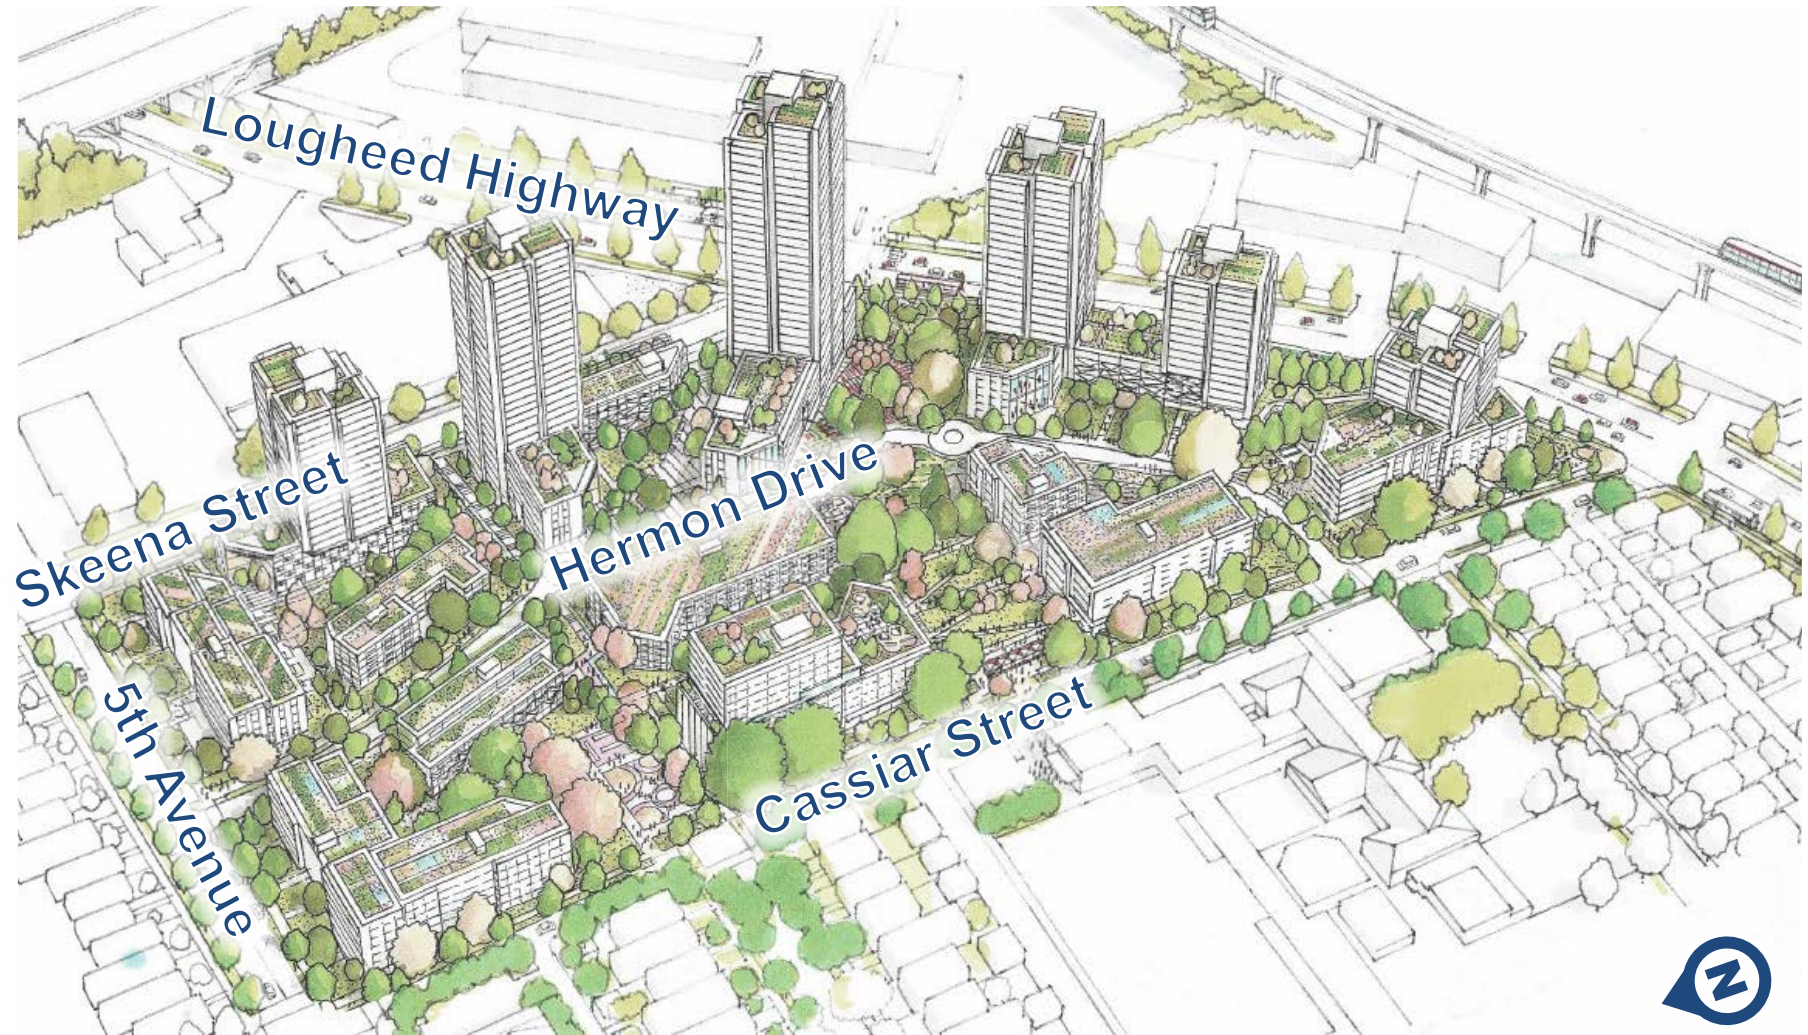 Lougheed Highway
Skeena Street
Hermon Drive
5th Avenue
Cassiar Street
N